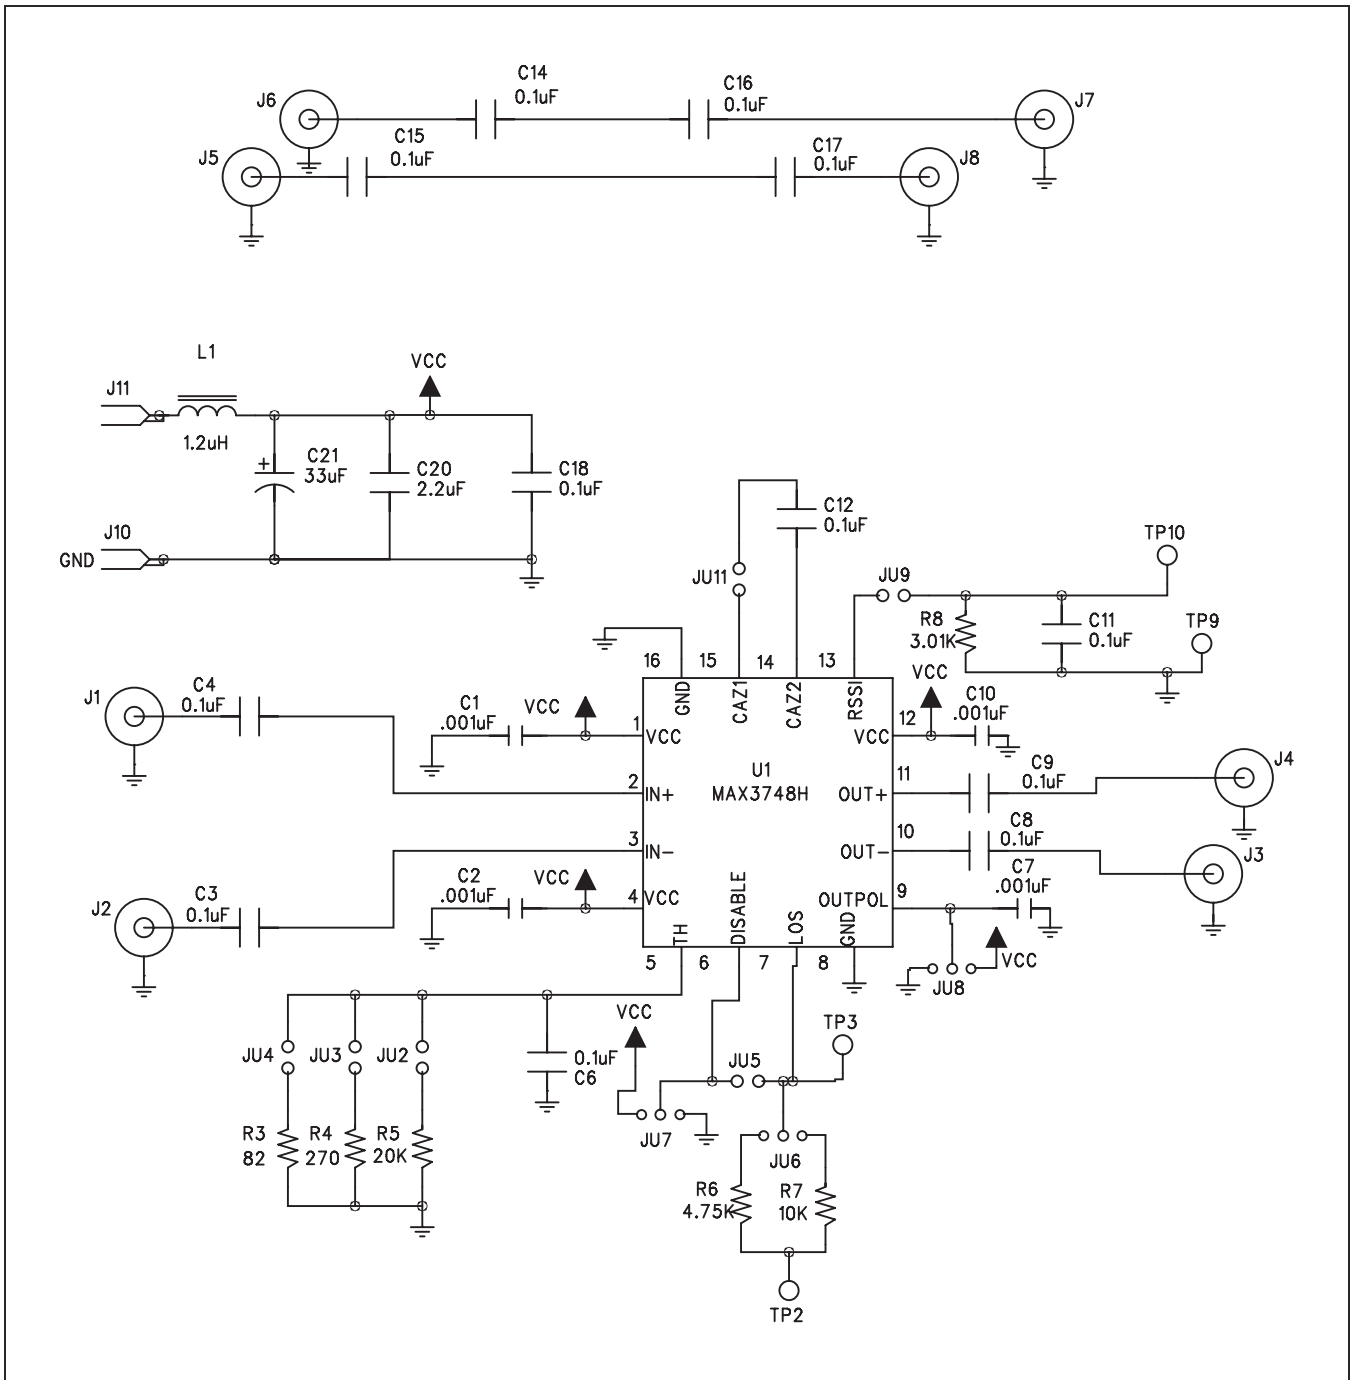 C14
0.1uF
C16
0.1uF
J6
J7
C15
0.1uF
C17
0.1uF
J5
J8
L1
VCC
J11
1.2uH
+
C21
33uF
C20
2.2uF
C18
0.1uF
J10
GND
C12
0.1uF
JU11
JU9
TP10
R8
3.01K
C11
0.1uF
TP9
16
15
14
13
GND
CAZ1
CAZ2
RSSI
J1
C4
0.1uF
C1
.001uF
VCC
1
VCC
VCC
12
VCC
C10
.001uF
U1
MAX3748H
2
IN+
11
OUT+
C9
0.1uF
J4
3
IN-
10
OUT-
C8
0.1uF
J3
J2
C3
0.1uF
C2
.001uF
VCC
4
VCC
9
OUTPOL
C7
.001uF
TH
DISABLE
LOS
GND
5
6
7
8
JU8
VCC
JU4
JU3
JU2
0.1uF
C6
VCC
JU5
TP3
JU7
JU6
R3
82
R4
270
R5
20K
R6
4.75K
R7
10K
TP2